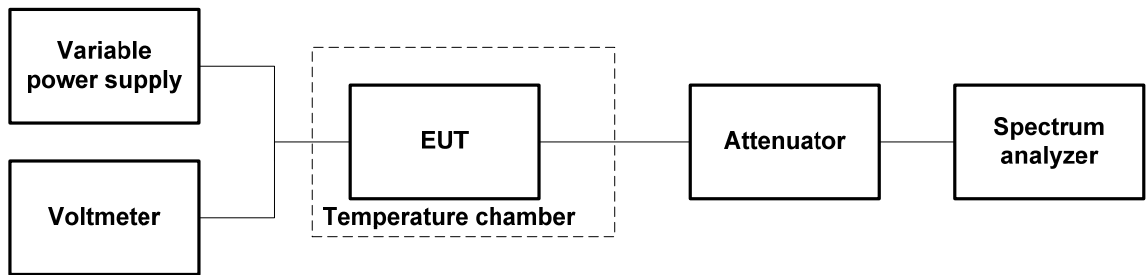 Variable
power supply
Voltmeter
EUT
Temperature chamber
Attenuator
Spectrum
analyzer